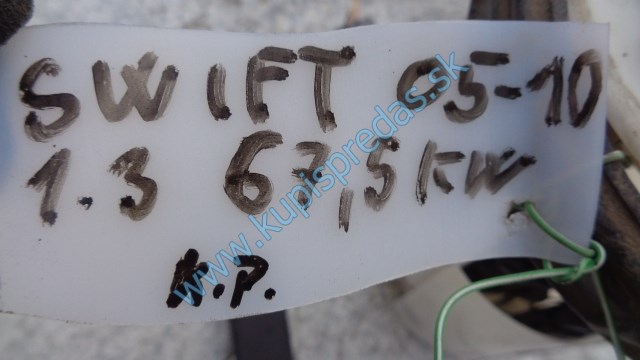 SWIFT 05-10
1.3 67,5 KW
A.P.
www.kupispredas.sk